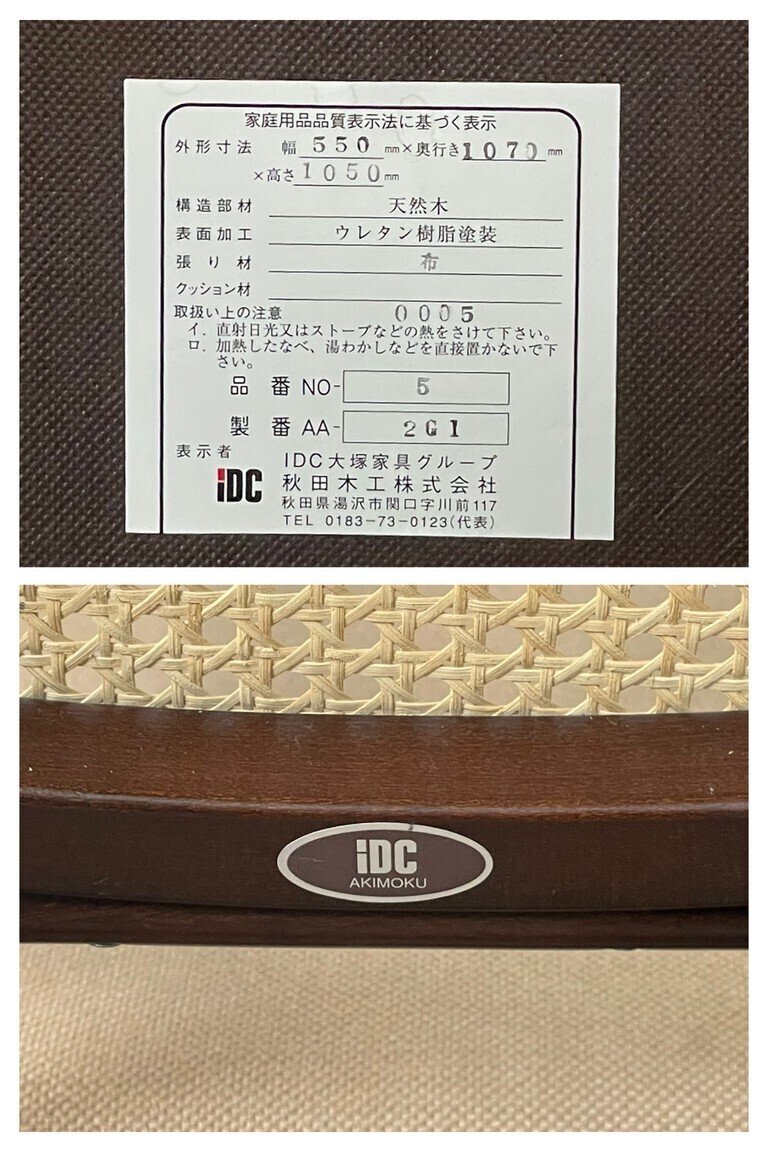 家庭用品品質表示法に基づく表示
外形寸法 幅 550 mm×奥行き1070 mm
×高さ 1050 mm
構造部材 天然木
表面加工 ウレタン樹脂塗装
張り材 布
クッション材
取扱い上の注意 0005
イ. 直射日光又はストーブなどの熱をさけて下さい。
ロ. 加熱したなべ、湯わかしなどを直接置かないで下
さい。
品番 NO- 5
製番 AA- 2G1
表示者
iDC
IDC大塚家具グループ
秋田木工株式会社
秋田県湯沢市関口字川前117
TEL 0183-73-0123(代表)
iDC
AKIMOKU